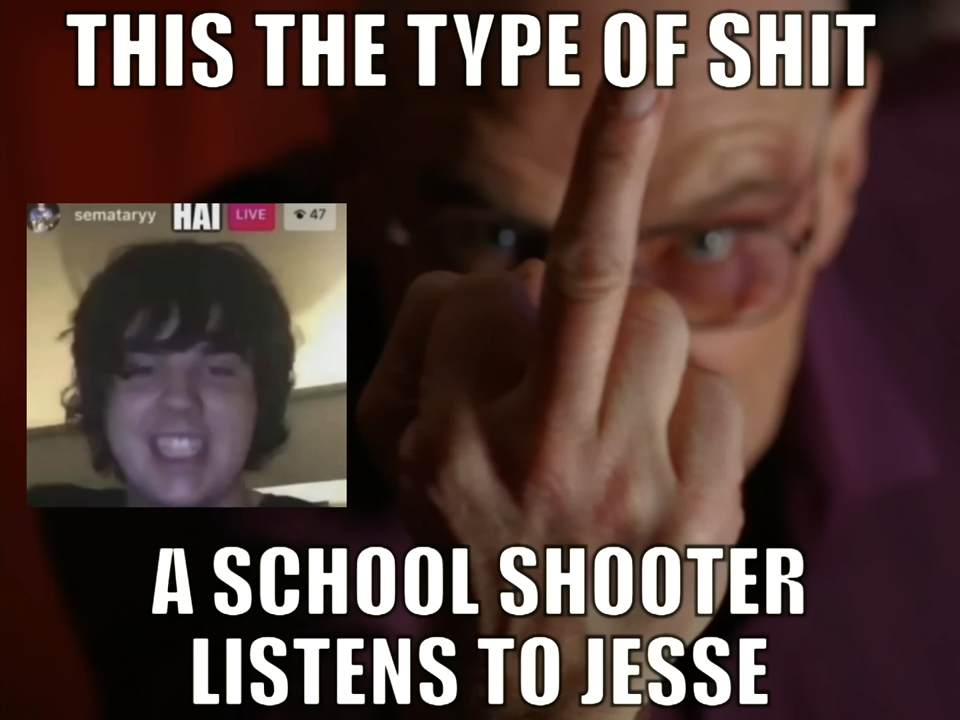 THIS THE TYPE OF SHIT
semataryy HAI LIVE 47
A SCHOOL SHOOTER
LISTENS TO JESSE